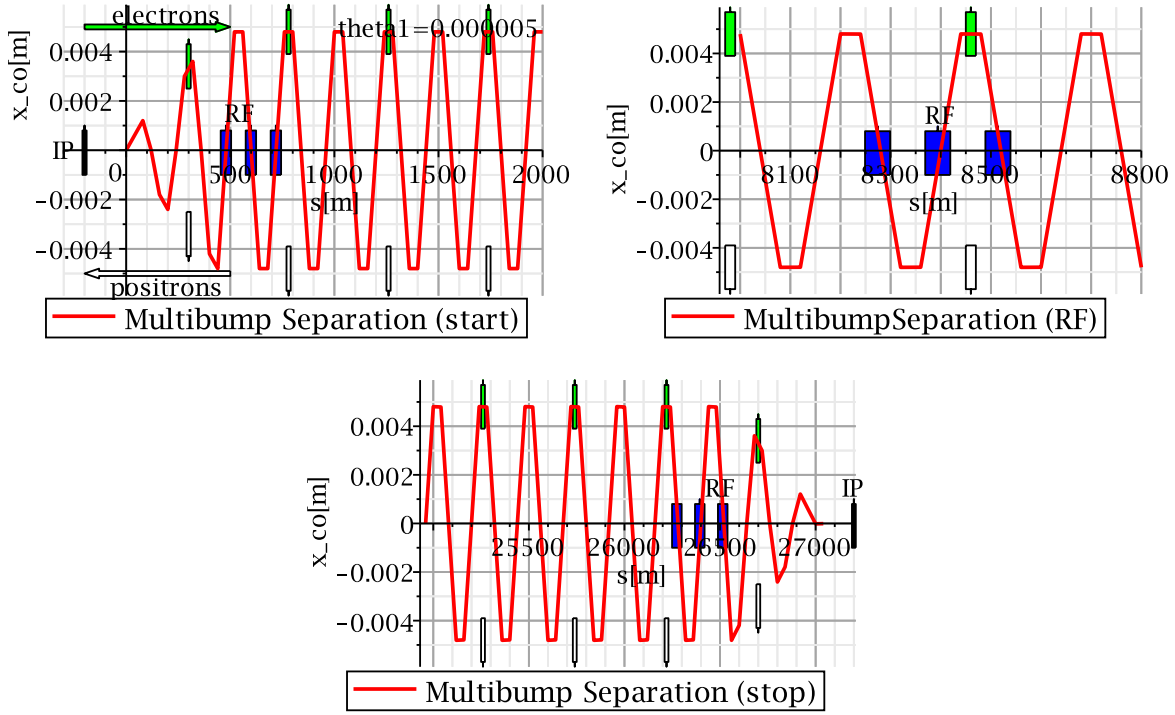 electrons
theta1=0.000005
0.004
0.002
0
-0.002
-0.004
x_co[m]
IP
RF
0
500
1000
1500
2000
s[m]
positrons
Multibump Separation (start)
0.004
0.002
0
-0.002
-0.004
x_co[m]
RF
8100
8300
8500
8800
s[m]
MultibumpSeparation (RF)
0.004
0.002
0
-0.002
-0.004
x_co[m]
RF
IP
25500
26000
26500
27000
s[m]
Multibump Separation (stop)